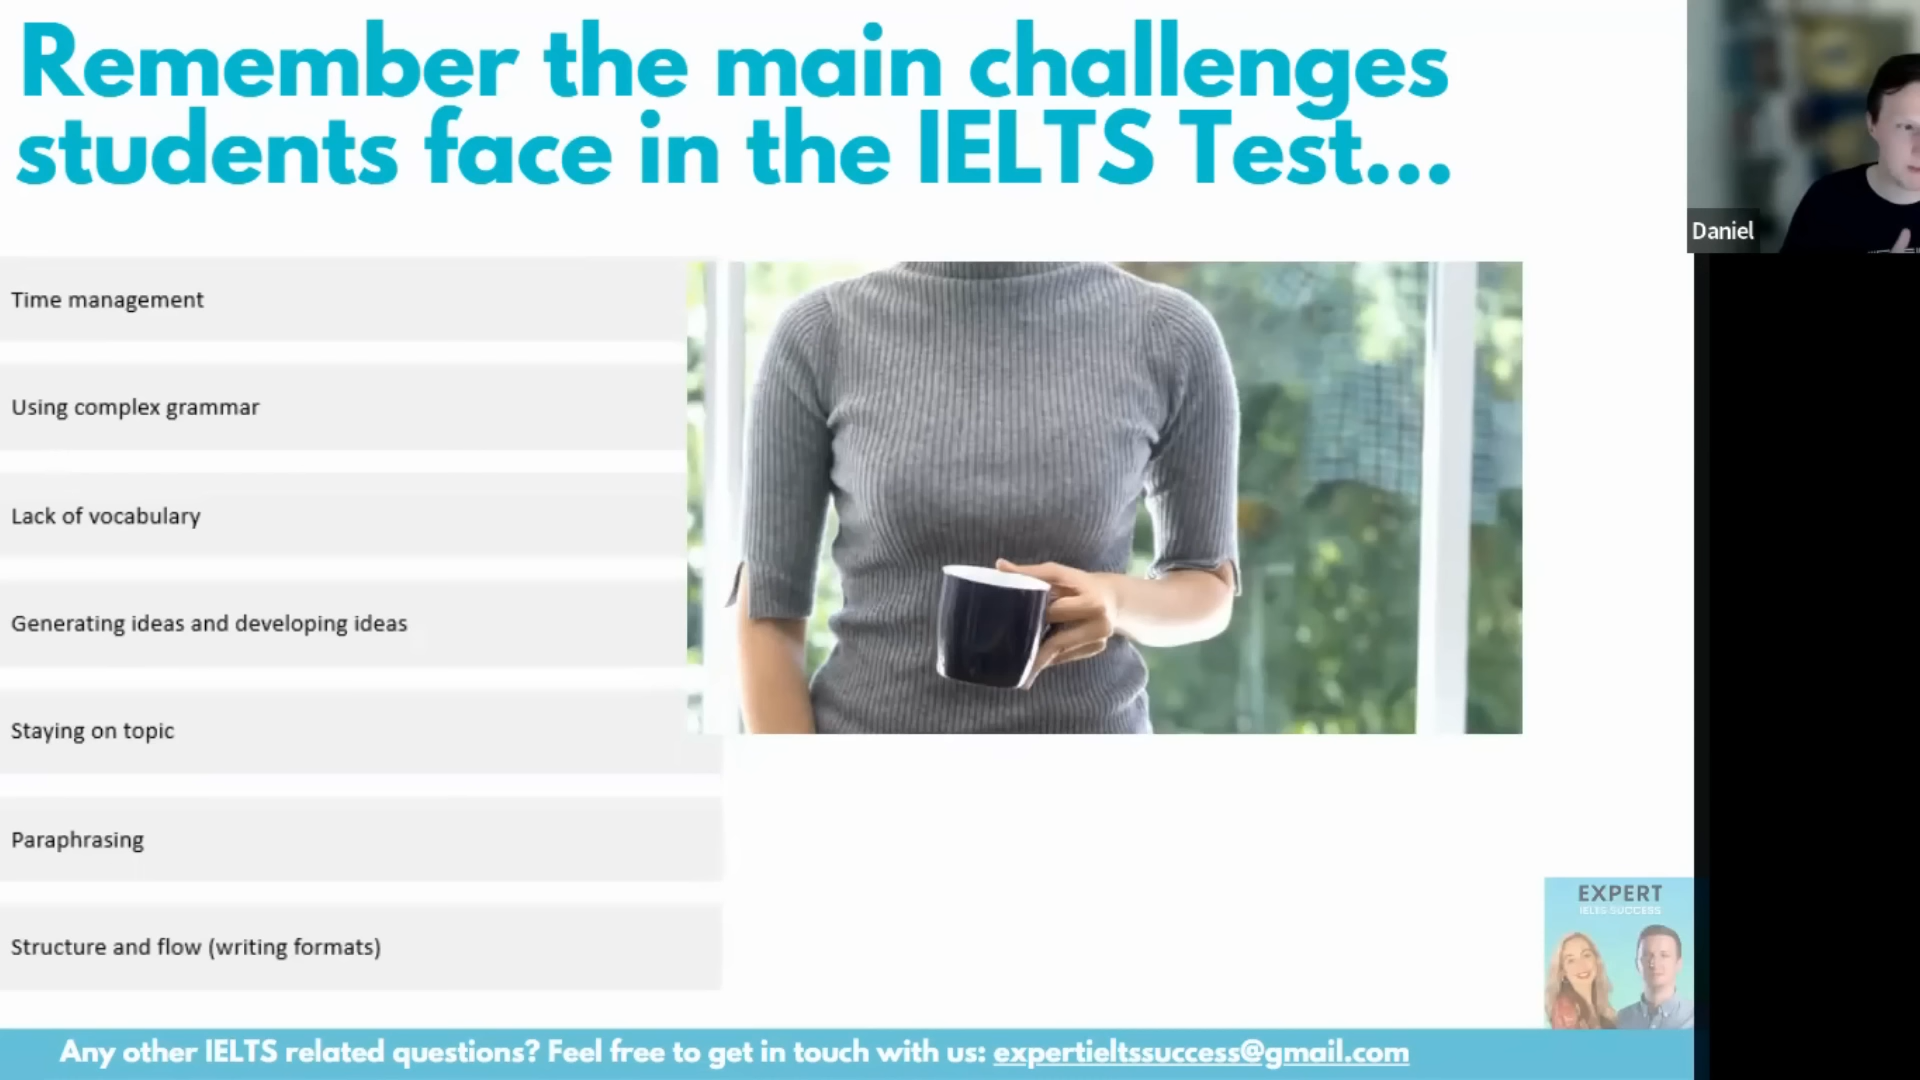 Remember the main challenges
students face in the IELTS Test...
Daniel
Time management
Using complex grammar
Lack of vocabulary
Generating ideas and developing ideas
Staying on topic
Paraphrasing
Structure and flow (writing formats)
EXPERT
IELTS SUCCESS
Any other IELTS related questions? Feel free to get in touch with us: expertieltssuccess@gmail.com